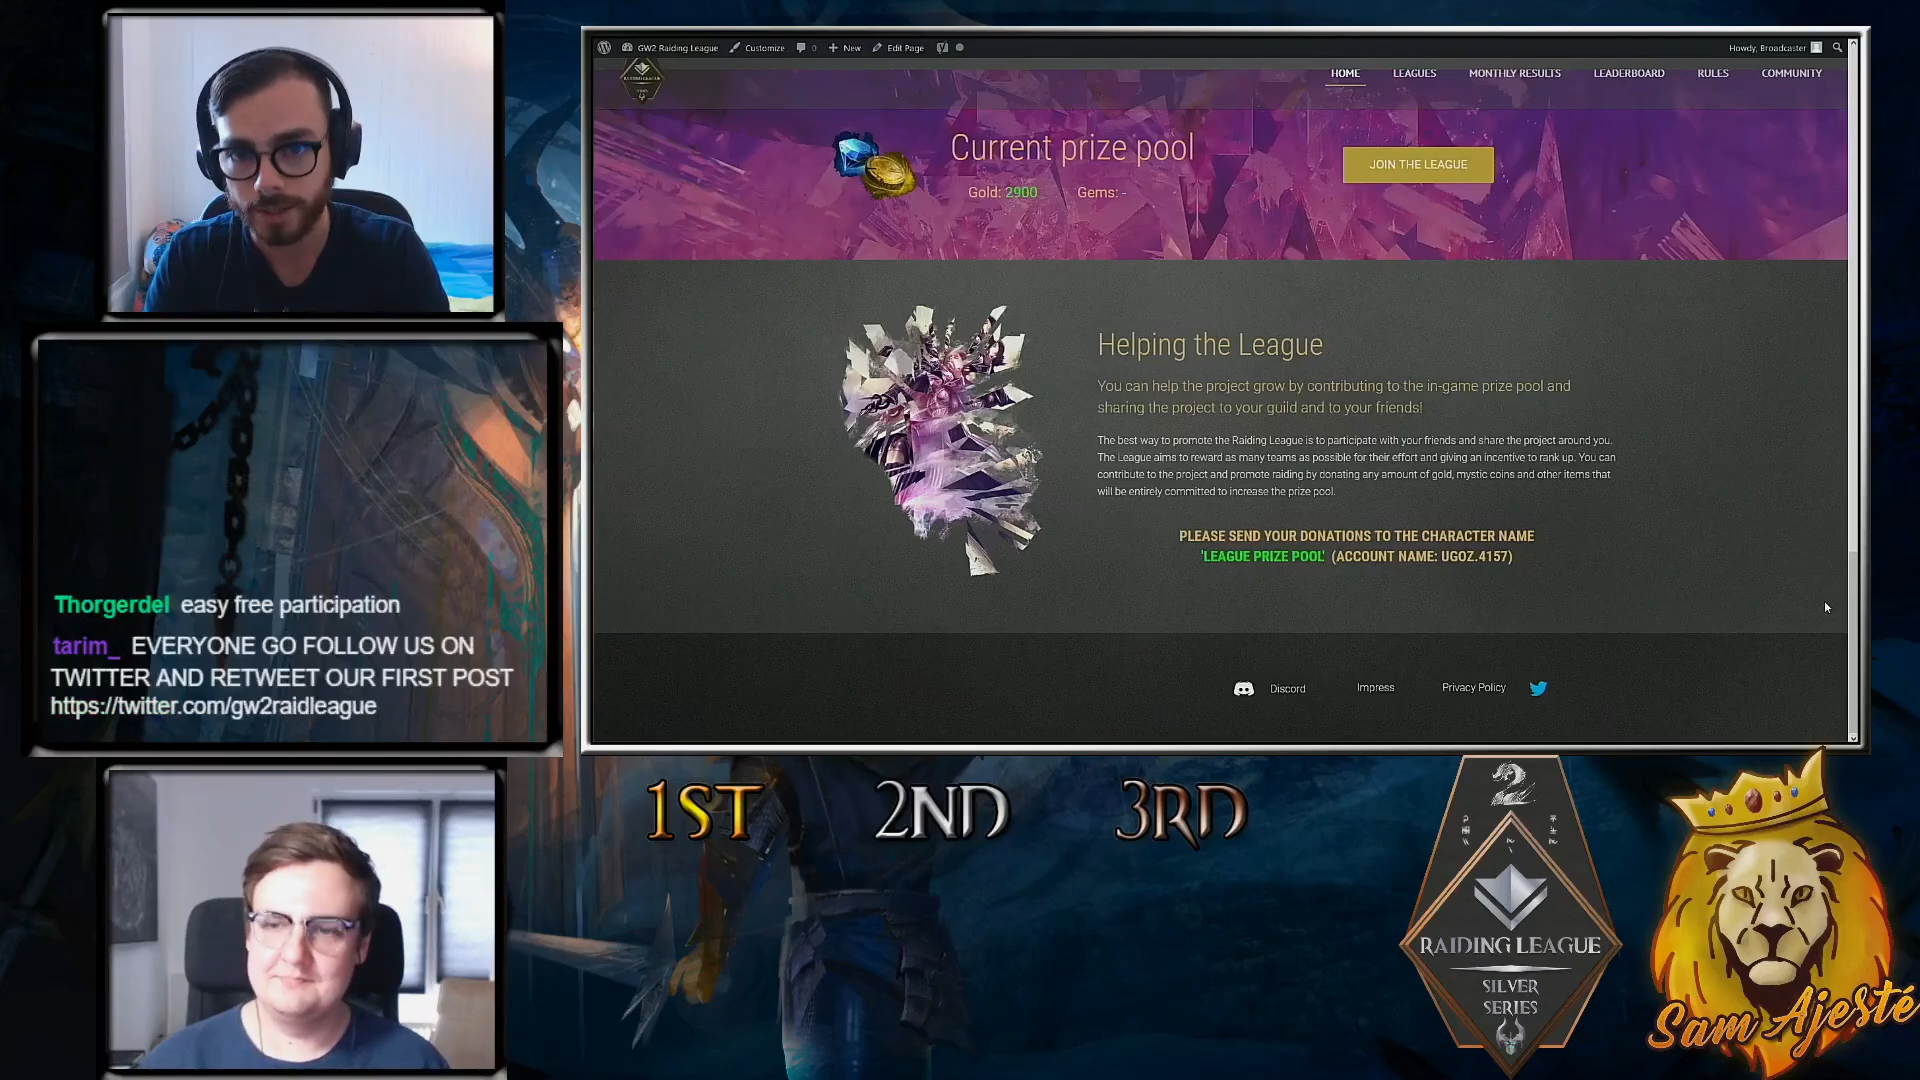 GW2 Raiding League Customize 0 New Edit Page Howdy, Broadcaster
HOME LEAGUES MONTHLY RESULTS LEADERBOARD RULES COMMUNITY
Current prize pool
Gold: 2900 Gems: -
JOIN THE LEAGUE
Helping the League
You can help the project grow by contributing to the in-game prize pool and
sharing the project to your guild and to your friends!
The best way to promote the Raiding League is to participate with your friends and share the project around you.
The League aims to reward as many teams as possible for their effort and giving an incentive to rank up. You can
contribute to the project and promote raiding by donating any amount of gold, mystic coins and other items that
will be entirely committed to increase the prize pool.
PLEASE SEND YOUR DONATIONS TO THE CHARACTER NAME
'LEAGUE PRIZE POOL' (ACCOUNT NAME: UGOZ.4157)
Discord Impress Privacy Policy
Thorgerdel easy free participation
tarim_ EVERYONE GO FOLLOW US ON
TWITTER AND RETWEET OUR FIRST POST
https://twitter.com/gw2raidleague
1ST 2ND 3RD
2
RAIDING LEAGUE
SILVER
SERIES
Sam Ajesté